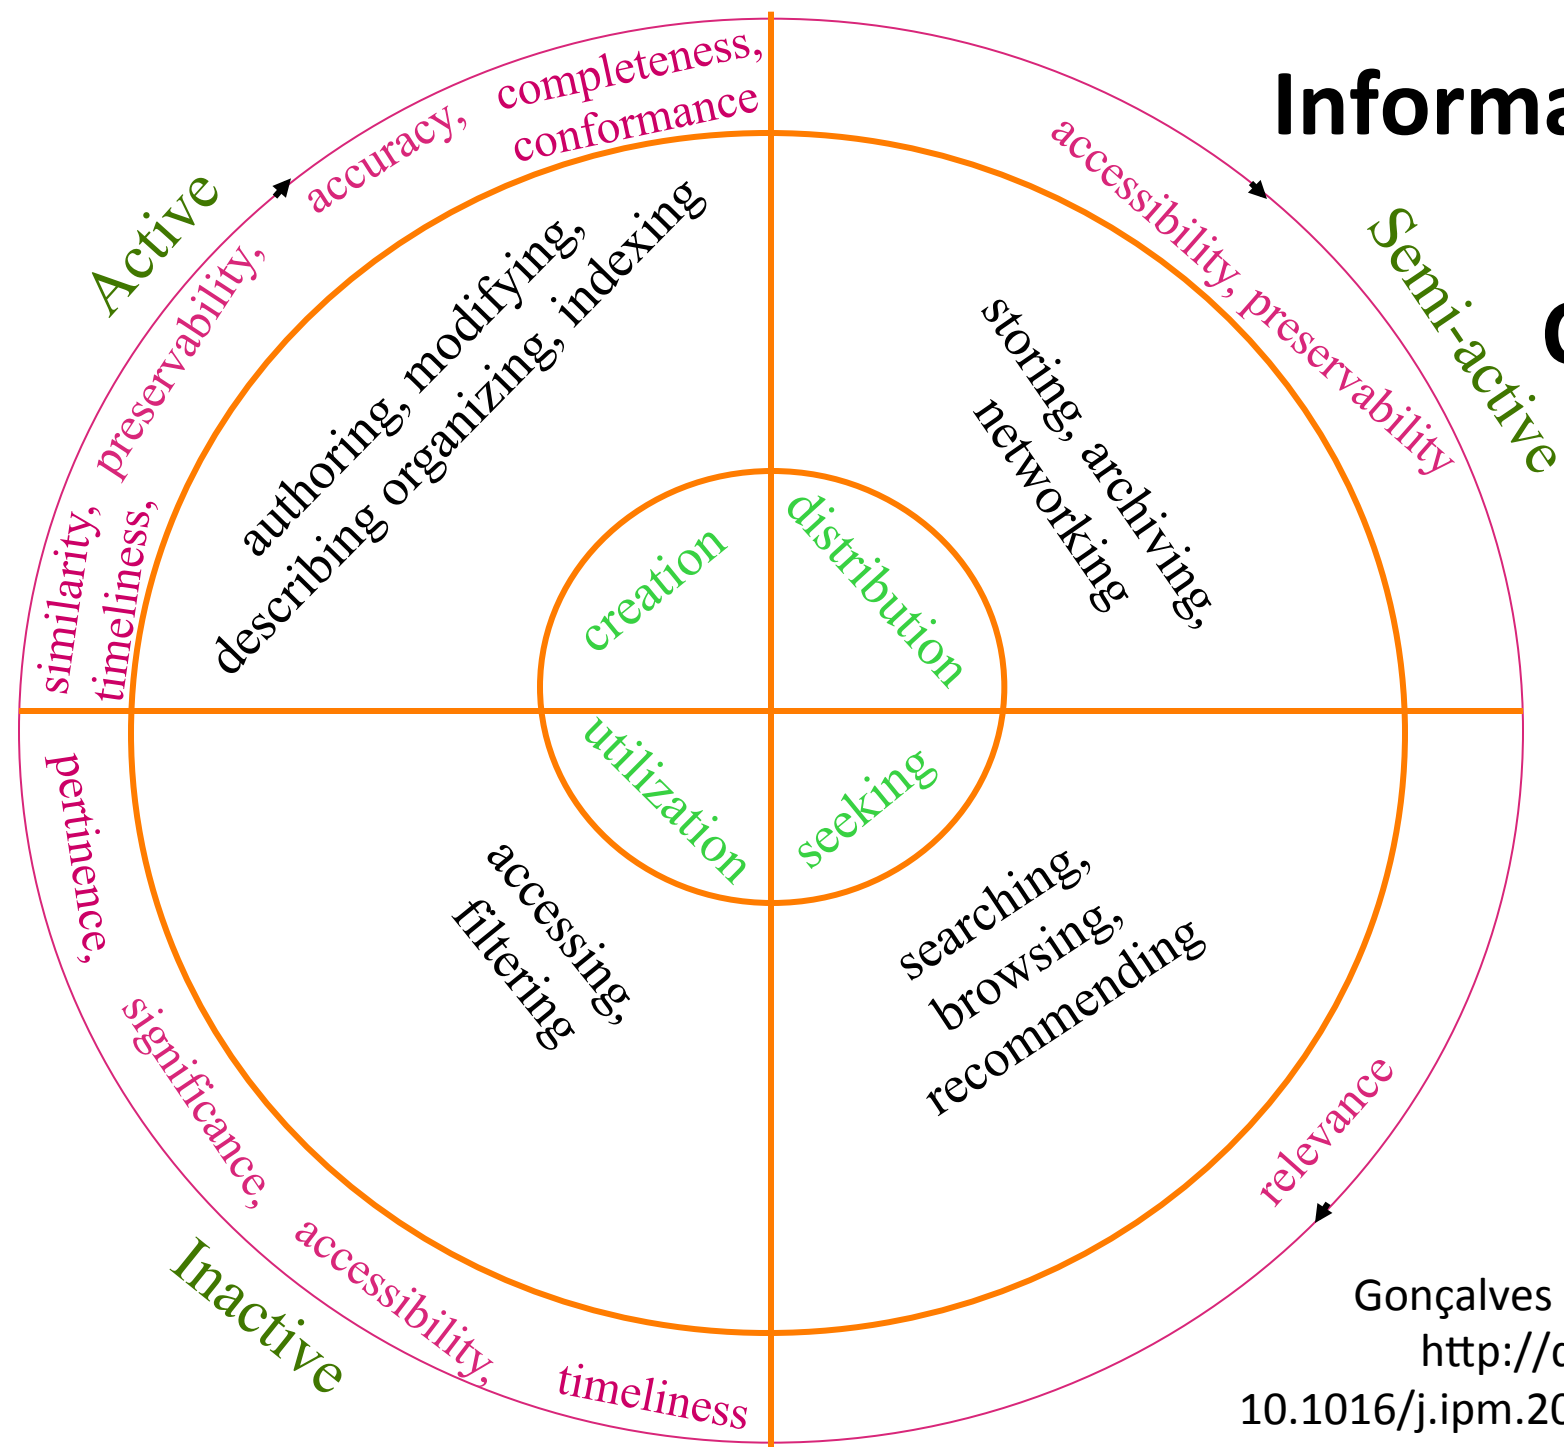 Informa
Active
Semi-active
Inactive
similarity,
timeliness,
preservability,
accuracy,
completeness,
conformance
accessibility, preservability
relevance
pertinence,
significance,
accessibility,
timeliness
authoring, modifying,
describing organizing, indexing
storing, archiving,
networking
searching,
browsing,
recommending
accessing,
filtering
creation
distribution
seeking
utilization
Gonçalves
http://
10.1016/j.ipm.20